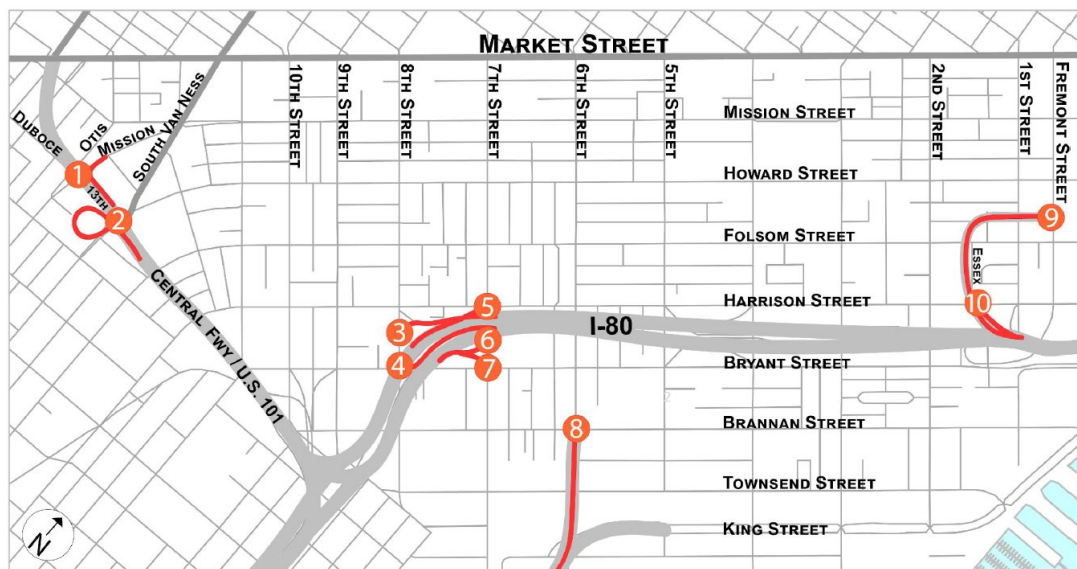 MARKET STREET
10TH STREET
9TH STREET
8TH STREET
7TH STREET
6TH STREET
5TH STREET
2ND STREET
1ST STREET
FREMONT STREET
MISSION STREET
HOWARD STREET
FOLSOM STREET
HARRISON STREET
BRYANT STREET
BRANNAN STREET
TOWNSEND STREET
KING STREET
DUBOCE
OTIS
MISSION
SOUTH VAN NESS
13TH
CENTRAL FWY / U.S. 101
I-80
ESSEX
1
2
3
4
5
6
7
8
9
10
N